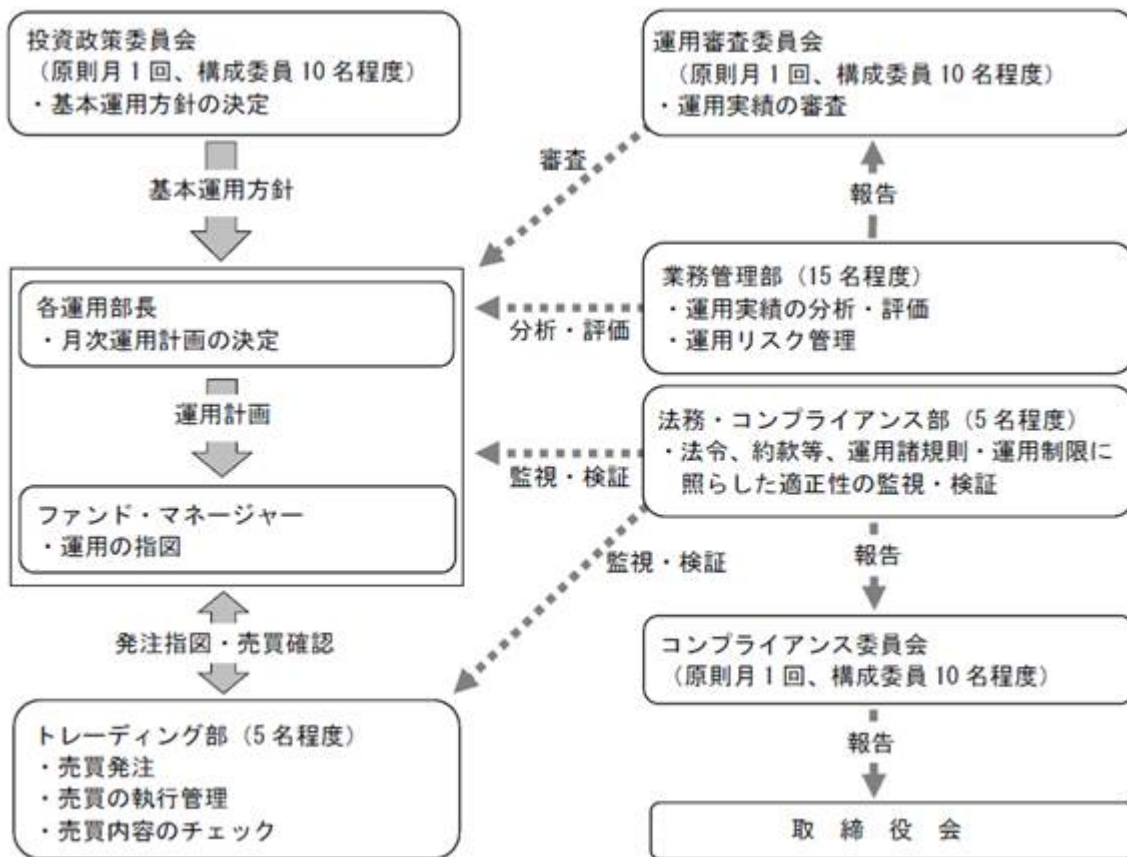 投資政策委員会
（原則月1回、構成委員10名程度）
・基本運用方針の決定
基本運用方針
各運用部長
・月次運用計画の決定
運用計画
ファンド・マネージャー
・運用の指図
発注指図・売買確認
トレーディング部（5名程度）
・売買発注
・売買の執行管理
・売買内容のチェック
運用審査委員会
（原則月1回、構成委員10名程度）
・運用実績の審査
審査
報告
業務管理部（15名程度）
・運用実績の分析・評価
・運用リスク管理
分析・評価
法務・コンプライアンス部（5名程度）
・法令、約款等、運用諸規則・運用制限に
照らした適正性の監視・検証
監視・検証
監視・検証
報告
コンプライアンス委員会
（原則月1回、構成委員10名程度）
報告
取　締　役　会